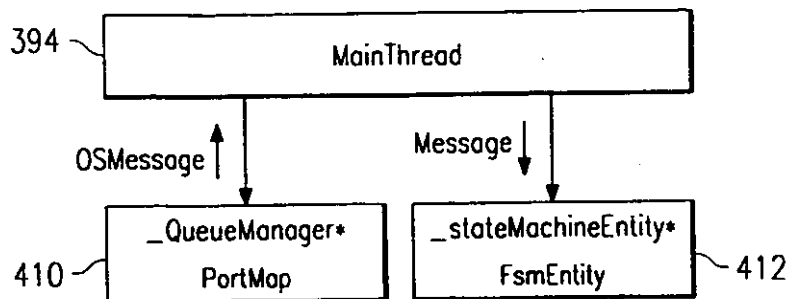 394
MainThread
OSMessage
Message
_QueueManager*
PortMap
410
_stateMachineEntity*
FsmEntity
412